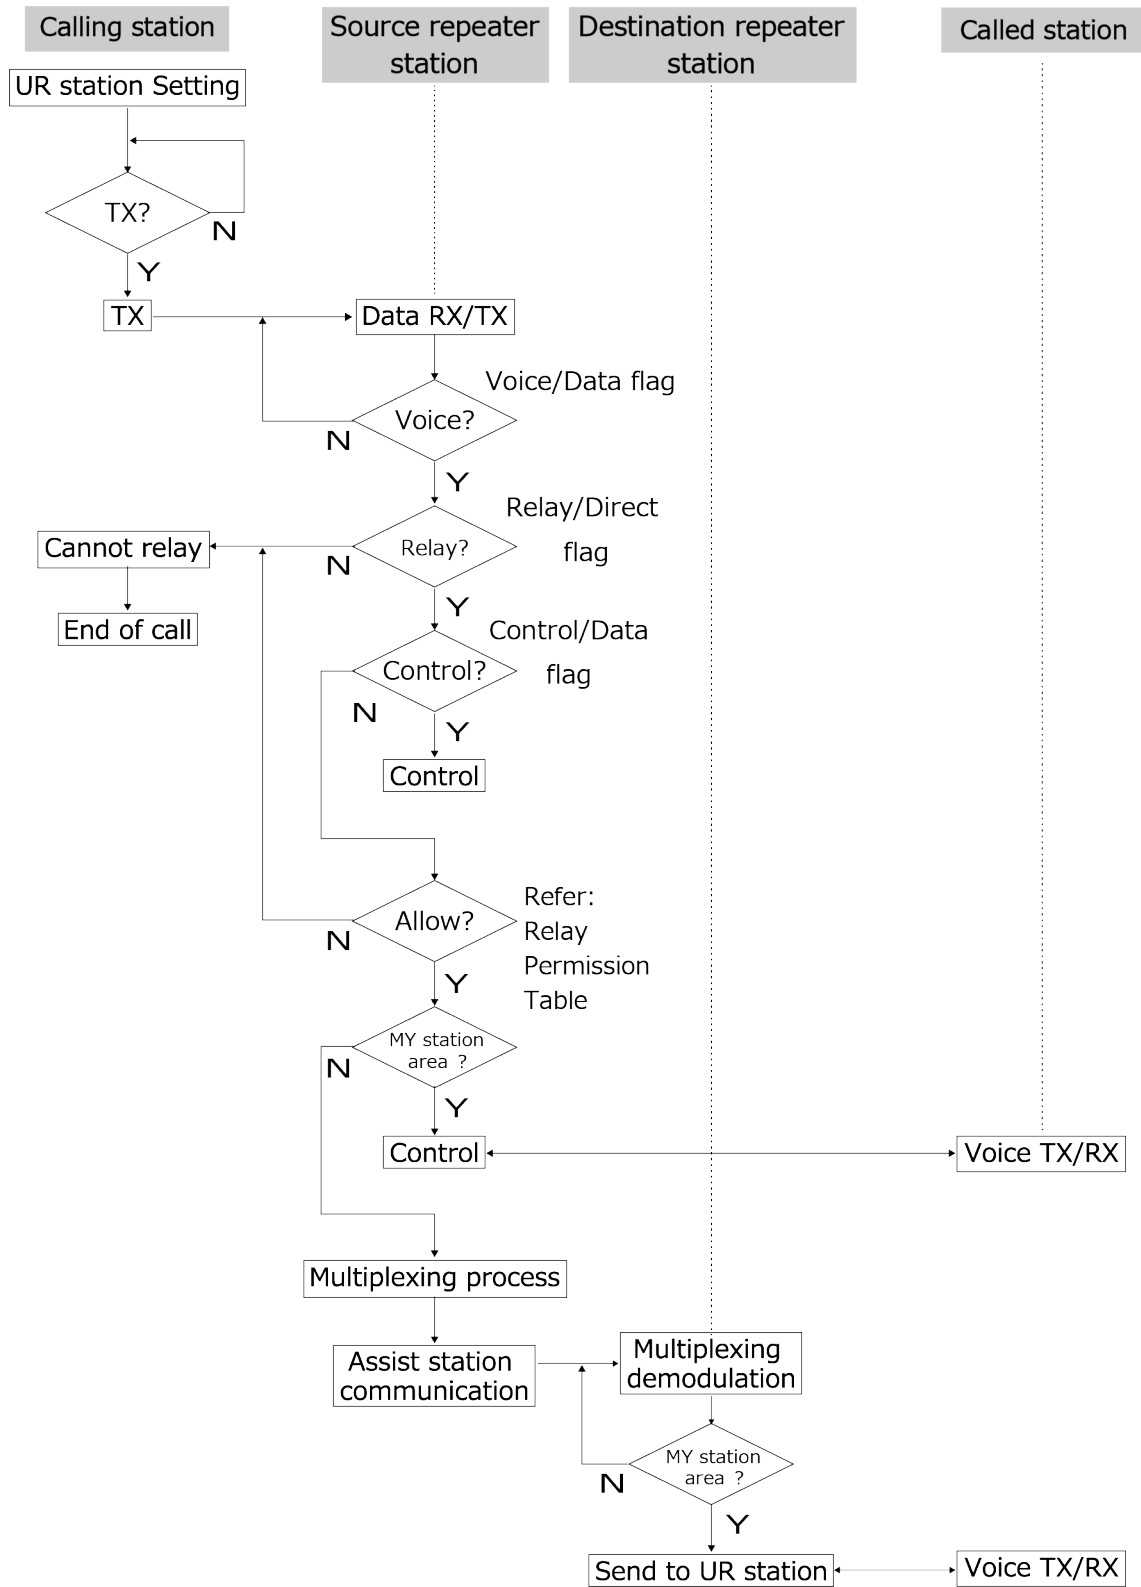 Calling station
Source repeater
station
Destination repeater
station
Called station
UR station Setting
TX?
N
Y
TX
Data RX/TX
Voice/Data flag
Voice?
N
Y
Relay/Direct
flag
Relay?
N
Cannot relay
Y
End of call
Control/Data
flag
Control?
N
Y
Control
Refer:
Relay
Permission
Table
Allow?
N
Y
MY station
area ?
N
Y
Control
Voice TX/RX
Multiplexing process
Assist station
communication
Multiplexing
demodulation
MY station
area ?
N
Y
Send to UR station
Voice TX/RX